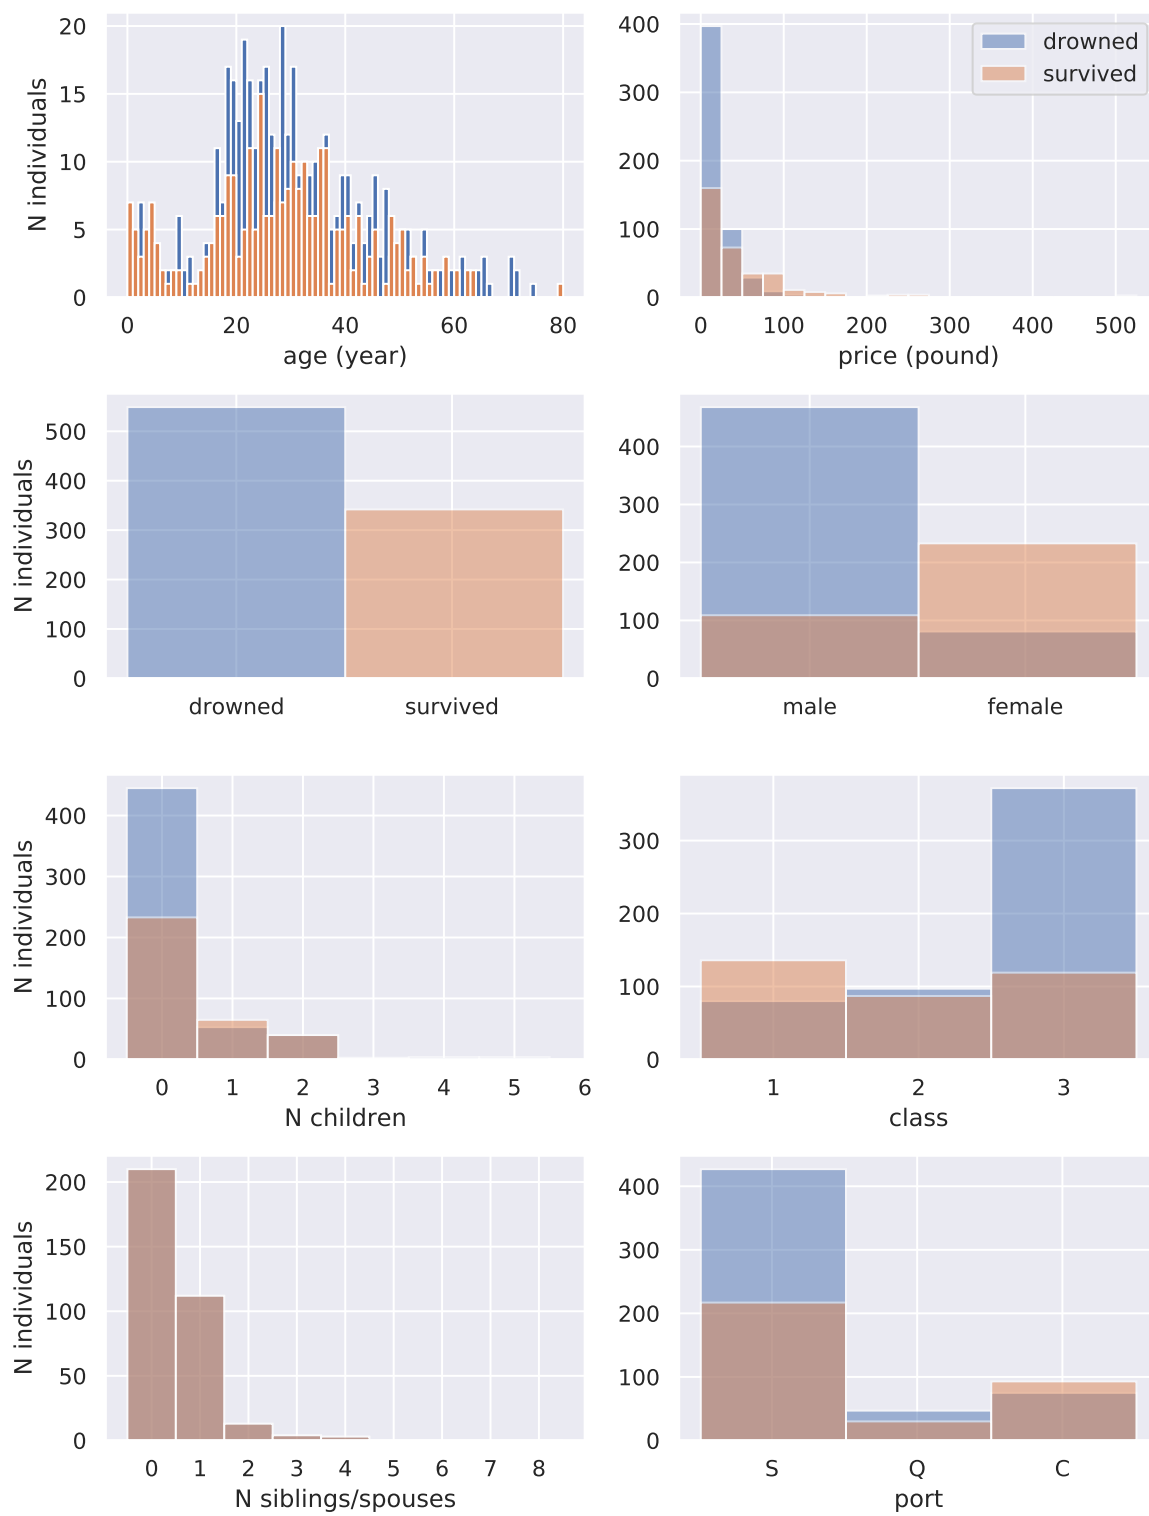 N individuals
20
15
10
5
0
0 20 40 60 80
age (year)
400
300
200
100
0
0 100 200 300 400 500
price (pound)
drowned
survived
N individuals
500
400
300
200
100
0
drowned survived
400
300
200
100
0
male female
N individuals
400
300
200
100
0
0 1 2 3 4 5 6
N children
300
200
100
0
1 2 3
class
N individuals
200
150
100
50
0
0 1 2 3 4 5 6 7 8
N siblings/spouses
400
300
200
100
0
S Q C
port